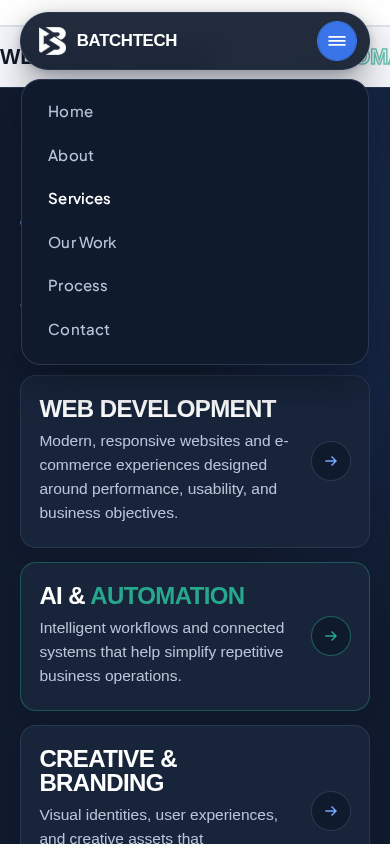 BATCHTECH
Home
About
Services
Our Work
Process
Contact
WEB DEVELOPMENT
Modern, responsive websites and e-
commerce experiences designed
around performance, usability, and
business objectives.
AI & AUTOMATION
Intelligent workflows and connected
systems that help simplify repetitive
business operations.
CREATIVE &
BRANDING
Visual identities, user experiences,
and creative assets that